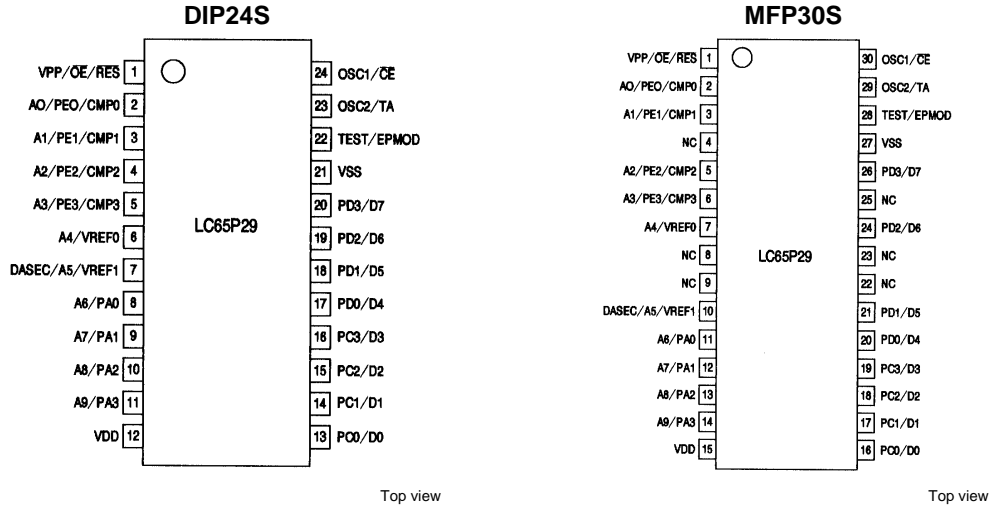 DIP24S
VPP/O̅E̅/R̅E̅S̅ 1
24 OSC1/C̅E̅
AO/PEO/CMP0 2
23 OSC2/TA
A1/PE1/CMP1 3
22 TEST/EPMOD
A2/PE2/CMP2 4
21 VSS
A3/PE3/CMP3 5
20 PD3/D7
LC65P29
A4/VREF0 6
19 PD2/D6
DASEC/A5/VREF1 7
18 PD1/D5
A6/PA0 8
17 PD0/D4
A7/PA1 9
16 PC3/D3
A8/PA2 10
15 PC2/D2
A9/PA3 11
14 PC1/D1
VDD 12
13 PC0/D0
Top view
MFP30S
VPP/O̅E̅/R̅E̅S̅ 1
30 OSC1/C̅E̅
AO/PEO/CMP0 2
29 OSC2/TA
A1/PE1/CMP1 3
28 TEST/EPMOD
NC 4
27 VSS
A2/PE2/CMP2 5
26 PD3/D7
A3/PE3/CMP3 6
25 NC
A4/VREF0 7
24 PD2/D6
NC 8
LC65P29
23 NC
NC 9
22 NC
DASEC/A5/VREF1 10
21 PD1/D5
A6/PA0 11
20 PD0/D4
A7/PA1 12
19 PC3/D3
A8/PA2 13
18 PC2/D2
A9/PA3 14
17 PC1/D1
VDD 15
16 PC0/D0
Top view